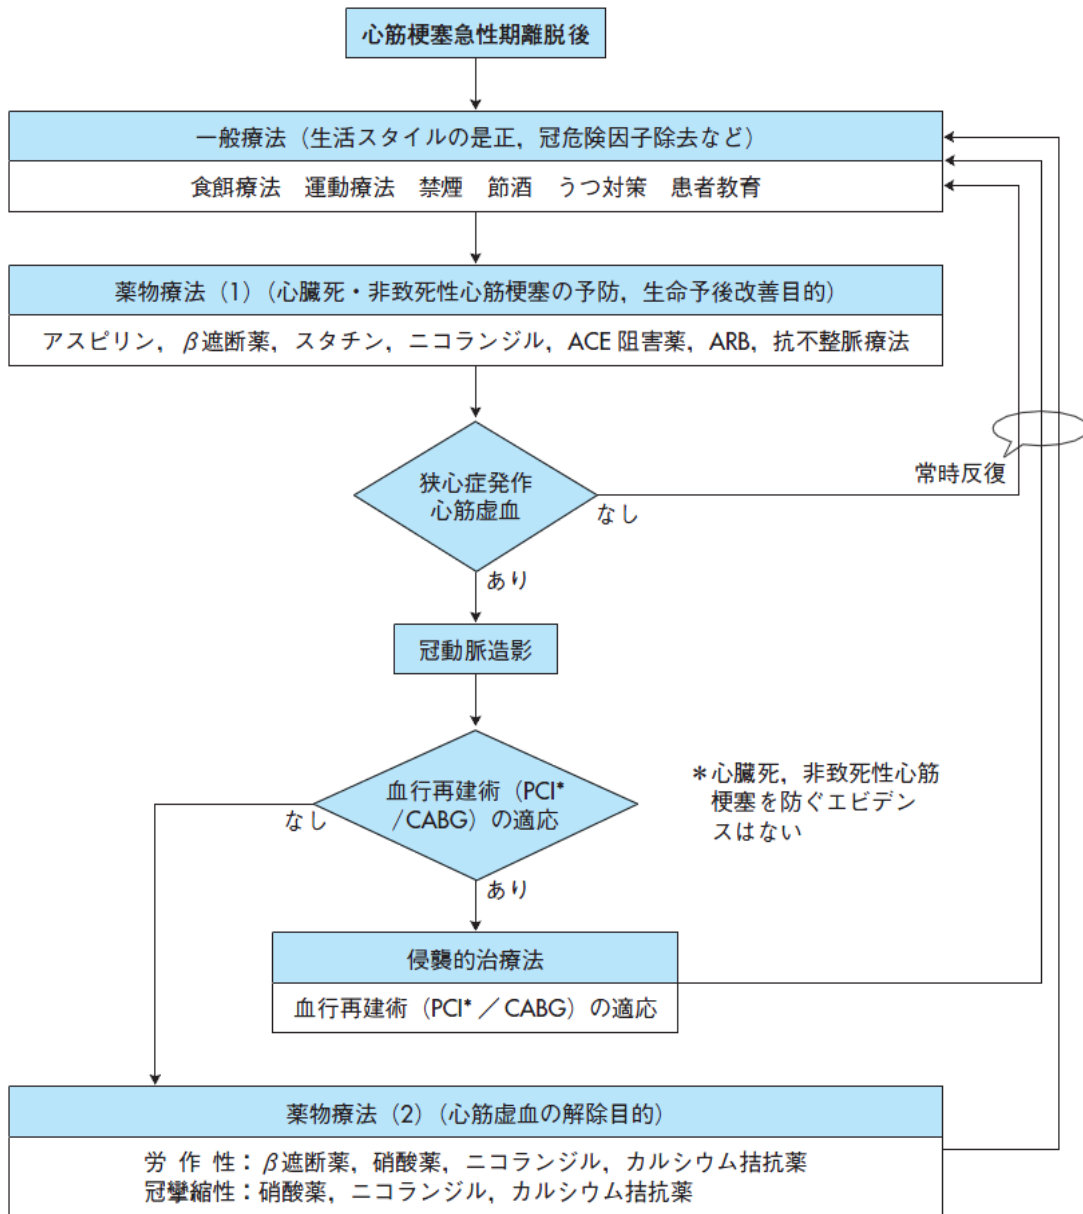 心筋梗塞急性期離脱後
一般療法（生活スタイルの是正，冠危険因子除去など）
食餌療法　運動療法　禁煙　節酒　うつ対策　患者教育
薬物療法（1）（心臓死・非致死性心筋梗塞の予防，生命予後改善目的）
アスピリン，β遮断薬，スタチン，ニコランジル，ACE 阻害薬，ARB，抗不整脈療法
狭心症発作
心筋虚血
なし
常時反復
あり
冠動脈造影
血行再建術（PCI*
/CABG）の適応
なし
あり
＊心臓死，非致死性心筋
梗塞を防ぐエビデン
スはない
侵襲的治療法
血行再建術（PCI*／CABG）の適応
薬物療法（2）（心筋虚血の解除目的）
労 作 性：β遮断薬，硝酸薬，ニコランジル，カルシウム拮抗薬
冠攣縮性：硝酸薬，ニコランジル，カルシウム拮抗薬